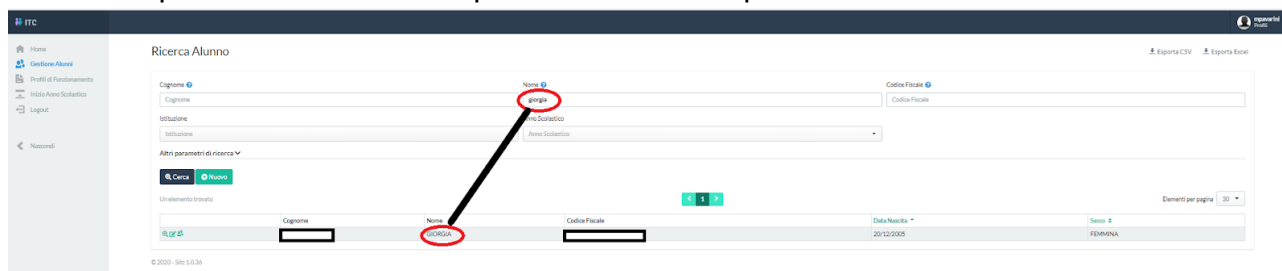 ITC
mpavarini
Profili
Home
Gestione Alunni
Profili di Funzionamento
Inizio Anno Scolastico
Logout
Nascondi
Ricerca Alunno
Esporta CSV Esporta Excel
Cognome Nome Codice Fiscale
Cognome giorgia Codice Fiscale
Istituzione Anno Scolastico
Istituzione Anno Scolastico
Altri parametri di ricerca
Cerca Nuovo
Un elemento trovato 1 Elementi per pagina 30
Cognome Nome Codice Fiscale Data Nascita Sesso
GIORGIA 20/12/2005 FEMMINA
© 2020 - Sitc 1.0.36